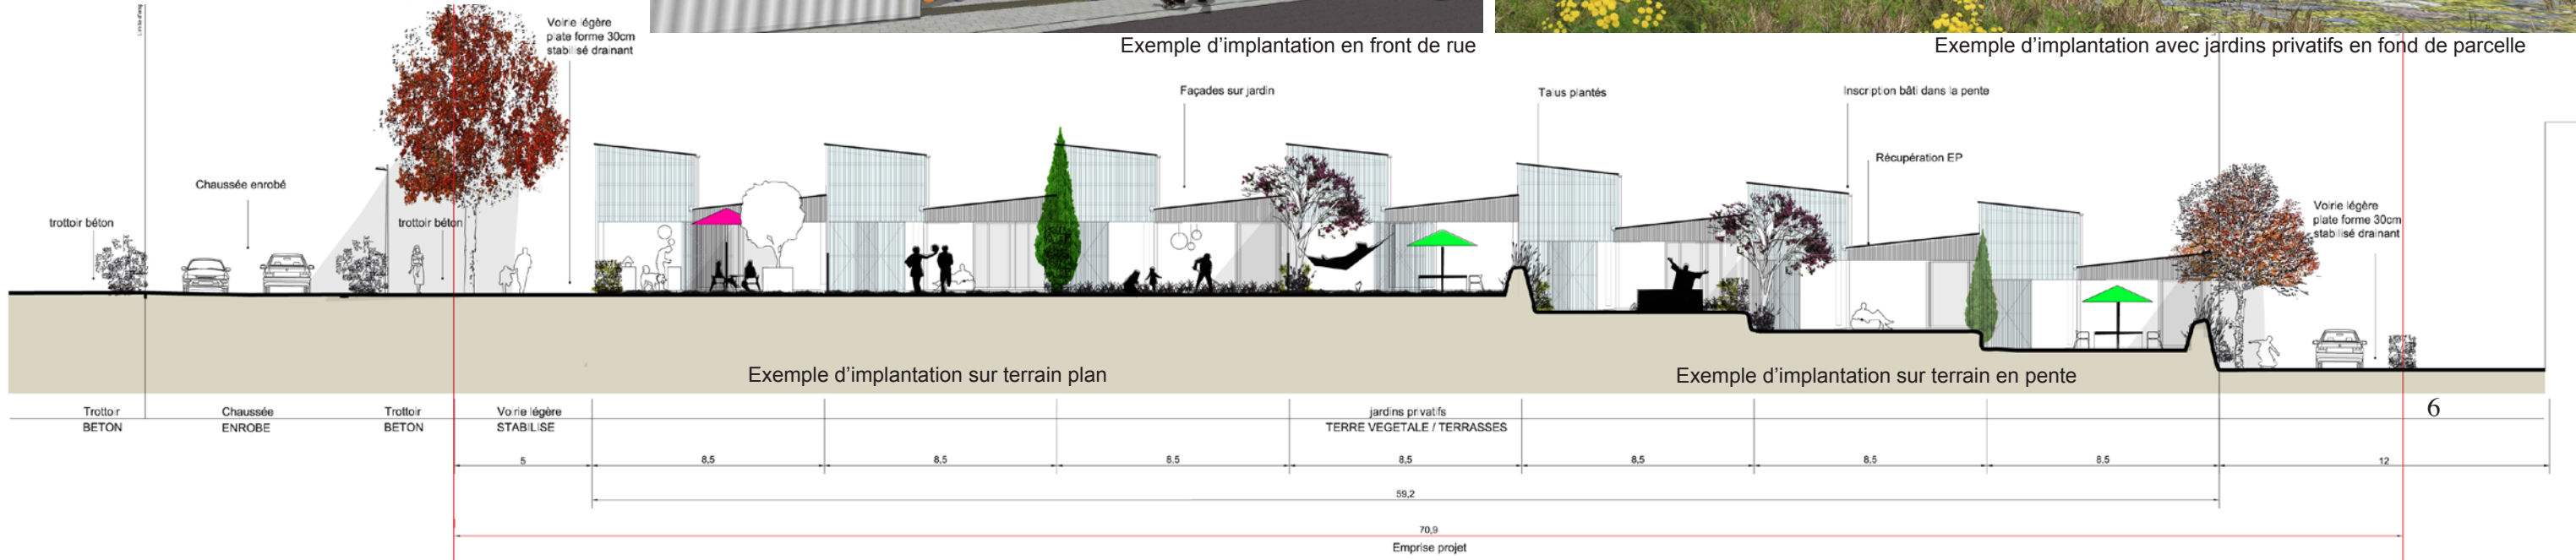 Voirie légère
plate forme 30cm
stabilisé drainant
Exemple d'implantation en front de rue
Exemple d'implantation avec jardins privatifs en fond de parcelle
Façades sur jardin
Talus plantés
Inscription bâti dans la pente
Récupération EP
Chaussée enrobé
trottoir béton
trottoir béton
Voirie légère
plate forme 30cm
stabilisé drainant
Exemple d'implantation sur terrain plan
Exemple d'implantation sur terrain en pente
6
Trottoir
BETON
Chaussée
ENROBE
Trottoir
BETON
Voirie légère
STABILISE
jardins privatifs
TERRE VEGETALE / TERRASSES
5
8,5
8,5
8,5
8,5
8,5
8,5
8,5
12
59,2
70,9
Emprise projet